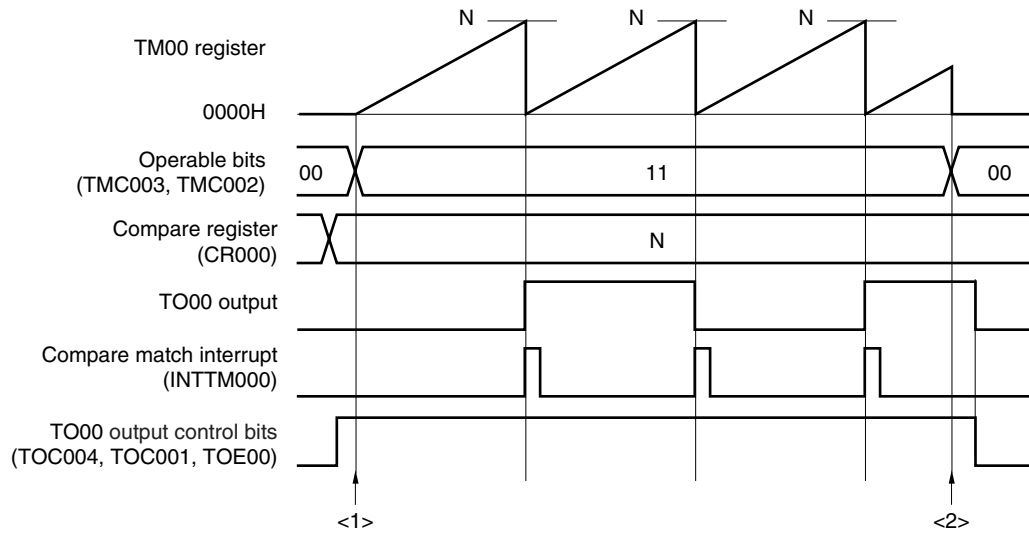 N N N
TM00 register
0000H
Operable bits
(TMC003, TMC002)
00 11 00
Compare register
(CR000)
N
TO00 output
Compare match interrupt
(INTTM000)
TO00 output control bits
(TOC004, TOC001, TOE00)
<1> <2>